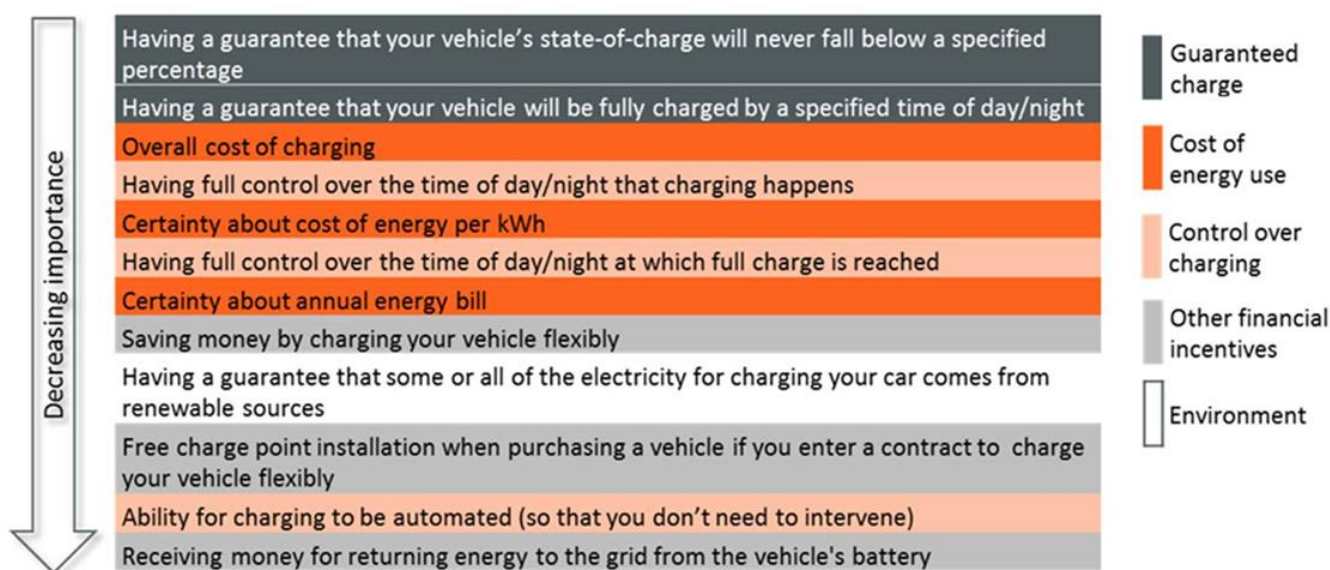 Decreasing importance
Having a guarantee that your vehicle’s state-of-charge will never fall below a specified
percentage
Having a guarantee that your vehicle will be fully charged by a specified time of day/night
Overall cost of charging
Having full control over the time of day/night that charging happens
Certainty about cost of energy per kWh
Having full control over the time of day/night at which full charge is reached
Certainty about annual energy bill
Saving money by charging your vehicle flexibly
Having a guarantee that some or all of the electricity for charging your car comes from
renewable sources
Free charge point installation when purchasing a vehicle if you enter a contract to charge
your vehicle flexibly
Ability for charging to be automated (so that you don’t need to intervene)
Receiving money for returning energy to the grid from the vehicle's battery
Guaranteed
charge
Cost of
energy use
Control over
charging
Other financial
incentives
Environment